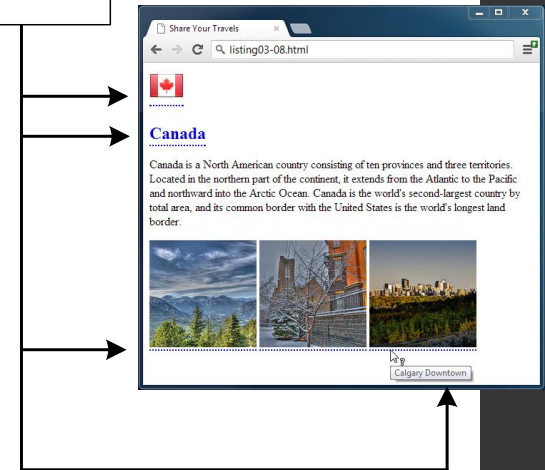 Share Your Travels
listing03-08.html
Canada
Canada is a North American country consisting of ten provinces and three territories.
Located in the northern part of the continent, it extends from the Atlantic to the Pacific
and northward into the Arctic Ocean. Canada is the world's second-largest country by
total area, and its common border with the United States is the world's longest land
border.
Calgary Downtown